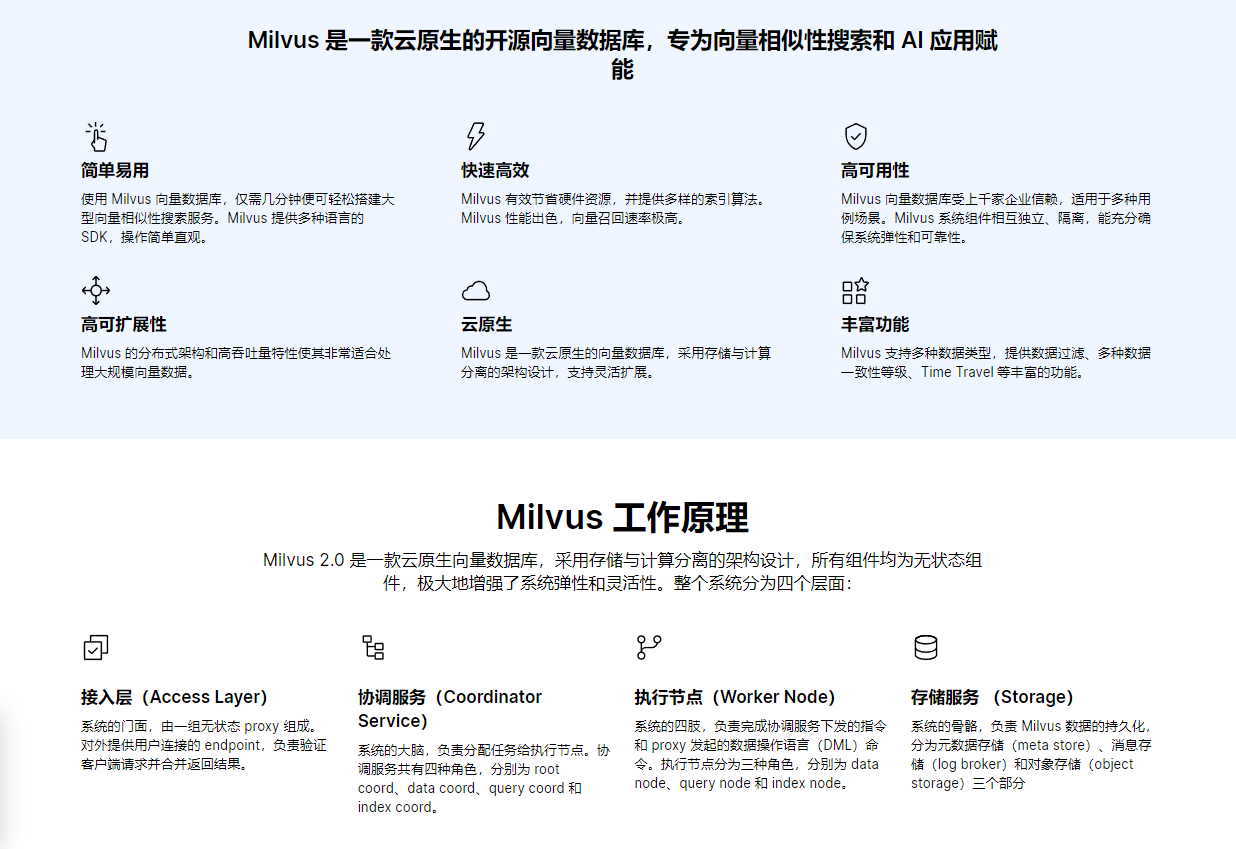 Milvus 是一款云原生的开源向量数据库，专为向量相似性搜索和 AI 应用赋
能
简单易用
使用 Milvus 向量数据库，仅需几分钟便可轻松搭建大
型向量相似性搜索服务。Milvus 提供多种语言的
SDK，操作简单直观。
快速高效
Milvus 有效节省硬件资源，并提供多样的索引算法。
Milvus 性能出色，向量召回速率极高。
高可用性
Milvus 向量数据库受上千家企业信赖，适用于多种用
例场景。Milvus 系统组件相互独立、隔离，能充分确
保系统弹性和可靠性。
高可扩展性
Milvus 的分布式架构和高吞吐量特性使其非常适合处
理大规模向量数据。
云原生
Milvus 是一款云原生的向量数据库，采用存储与计算
分离的架构设计，支持灵活扩展。
丰富功能
Milvus 支持多种数据类型，提供数据过滤、多种数据
一致性等级、Time Travel 等丰富的功能。
Milvus 工作原理
Milvus 2.0 是一款云原生向量数据库，采用存储与计算分离的架构设计，所有组件均为无状态组
件，极大地增强了系统弹性和灵活性。整个系统分为四个层面：
接入层（Access Layer）
系统的门面，由一组无状态 proxy 组成。
对外提供用户连接的 endpoint，负责验证
客户端请求并合并返回结果。
协调服务（Coordinator
Service）
系统的大脑，负责分配任务给执行节点。协
调服务共有四种角色，分别为 root
coord、data coord、query coord 和
index coord。
执行节点（Worker Node）
系统的四肢，负责完成协调服务下发的指令
和 proxy 发起的数据操作语言（DML）命
令。执行节点分为三种角色，分别为 data
node、query node 和 index node。
存储服务 （Storage）
系统的骨骼，负责 Milvus 数据的持久化，
分为元数据存储（meta store）、消息存
储（log broker）和对象存储（object
storage）三个部分